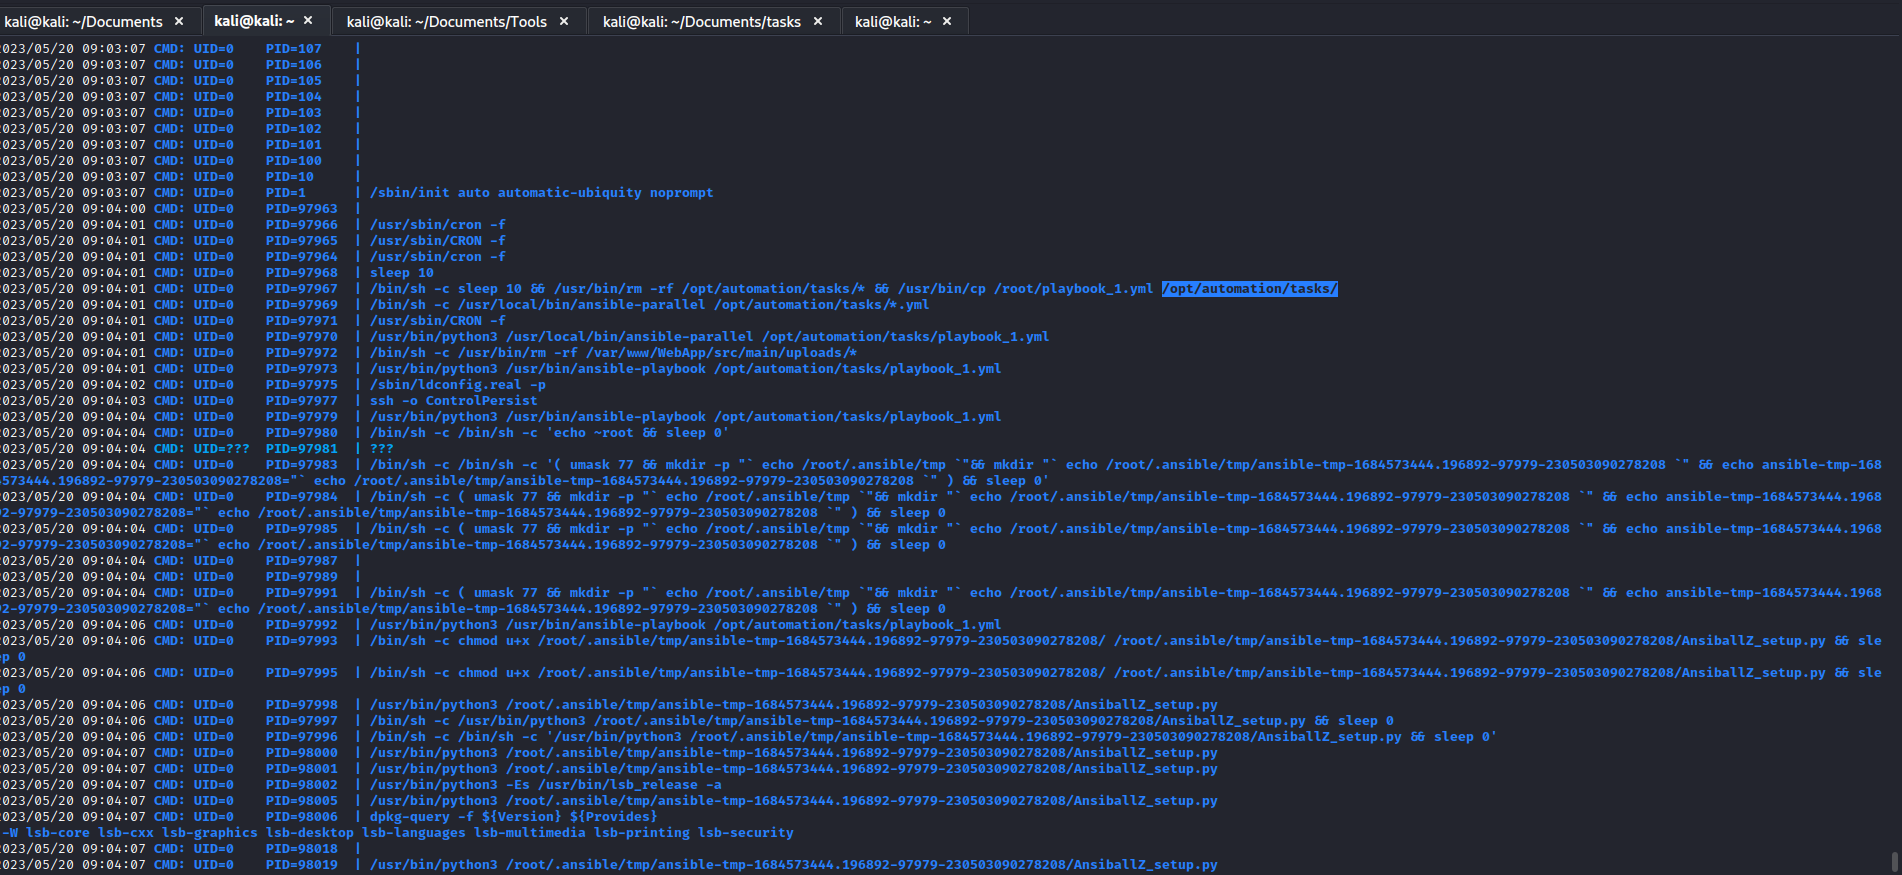 kali@kali: ~/Documents × kali@kali: ~ × kali@kali: ~/Documents/Tools × kali@kali: ~/Documents/tasks × kali@kali: ~ ×
023/05/20 09:03:07 CMD: UID=0 PID=107 |
023/05/20 09:03:07 CMD: UID=0 PID=106 |
023/05/20 09:03:07 CMD: UID=0 PID=105 |
023/05/20 09:03:07 CMD: UID=0 PID=104 |
023/05/20 09:03:07 CMD: UID=0 PID=103 |
023/05/20 09:03:07 CMD: UID=0 PID=102 |
023/05/20 09:03:07 CMD: UID=0 PID=101 |
023/05/20 09:03:07 CMD: UID=0 PID=100 |
023/05/20 09:03:07 CMD: UID=0 PID=10 |
023/05/20 09:03:07 CMD: UID=0 PID=1 | /sbin/init auto automatic-ubiquity noprompt
023/05/20 09:04:00 CMD: UID=0 PID=97963 |
023/05/20 09:04:01 CMD: UID=0 PID=97966 | /usr/sbin/cron -f
023/05/20 09:04:01 CMD: UID=0 PID=97965 | /usr/sbin/CRON -f
023/05/20 09:04:01 CMD: UID=0 PID=97964 | /usr/sbin/cron -f
023/05/20 09:04:01 CMD: UID=0 PID=97968 | sleep 10
023/05/20 09:04:01 CMD: UID=0 PID=97967 | /bin/sh -c sleep 10 && /usr/bin/rm -rf /opt/automation/tasks/* && /usr/bin/cp /root/playbook_1.yml /opt/automation/tasks/
023/05/20 09:04:01 CMD: UID=0 PID=97969 | /bin/sh -c /usr/local/bin/ansible-parallel /opt/automation/tasks/*.yml
023/05/20 09:04:01 CMD: UID=0 PID=97971 | /usr/sbin/CRON -f
023/05/20 09:04:01 CMD: UID=0 PID=97970 | /usr/bin/python3 /usr/local/bin/ansible-parallel /opt/automation/tasks/playbook_1.yml
023/05/20 09:04:01 CMD: UID=0 PID=97972 | /bin/sh -c /usr/bin/rm -rf /var/www/WebApp/src/main/uploads/*
023/05/20 09:04:01 CMD: UID=0 PID=97973 | /usr/bin/python3 /usr/bin/ansible-playbook /opt/automation/tasks/playbook_1.yml
023/05/20 09:04:02 CMD: UID=0 PID=97975 | /sbin/ldconfig.real -p
023/05/20 09:04:03 CMD: UID=0 PID=97977 | ssh -o ControlPersist
023/05/20 09:04:04 CMD: UID=0 PID=97979 | /usr/bin/python3 /usr/bin/ansible-playbook /opt/automation/tasks/playbook_1.yml
023/05/20 09:04:04 CMD: UID=0 PID=97980 | /bin/sh -c /bin/sh -c 'echo ~root && sleep 0'
023/05/20 09:04:04 CMD: UID=??? PID=97981 | ???
023/05/20 09:04:04 CMD: UID=0 PID=97983 | /bin/sh -c /bin/sh -c '( umask 77 && mkdir -p "` echo /root/.ansible/tmp `"&& mkdir "` echo /root/.ansible/tmp/ansible-tmp-1684573444.196892-97979-230503090278208 `" && echo ansible-tmp-168
4573444.196892-97979-230503090278208="` echo /root/.ansible/tmp/ansible-tmp-1684573444.196892-97979-230503090278208 `" ) && sleep 0'
023/05/20 09:04:04 CMD: UID=0 PID=97984 | /bin/sh -c ( umask 77 && mkdir -p "` echo /root/.ansible/tmp `"&& mkdir "` echo /root/.ansible/tmp/ansible-tmp-1684573444.196892-97979-230503090278208 `" && echo ansible-tmp-1684573444.1968
92-97979-230503090278208="` echo /root/.ansible/tmp/ansible-tmp-1684573444.196892-97979-230503090278208 `" ) && sleep 0
023/05/20 09:04:04 CMD: UID=0 PID=97985 | /bin/sh -c ( umask 77 && mkdir -p "` echo /root/.ansible/tmp `"&& mkdir "` echo /root/.ansible/tmp/ansible-tmp-1684573444.196892-97979-230503090278208 `" && echo ansible-tmp-1684573444.1968
92-97979-230503090278208="` echo /root/.ansible/tmp/ansible-tmp-1684573444.196892-97979-230503090278208 `" ) && sleep 0
023/05/20 09:04:04 CMD: UID=0 PID=97987 |
023/05/20 09:04:04 CMD: UID=0 PID=97989 |
023/05/20 09:04:04 CMD: UID=0 PID=97991 | /bin/sh -c ( umask 77 && mkdir -p "` echo /root/.ansible/tmp `"&& mkdir "` echo /root/.ansible/tmp/ansible-tmp-1684573444.196892-97979-230503090278208 `" && echo ansible-tmp-1684573444.1968
92-97979-230503090278208="` echo /root/.ansible/tmp/ansible-tmp-1684573444.196892-97979-230503090278208 `" ) && sleep 0
023/05/20 09:04:06 CMD: UID=0 PID=97992 | /usr/bin/python3 /usr/bin/ansible-playbook /opt/automation/tasks/playbook_1.yml
023/05/20 09:04:06 CMD: UID=0 PID=97993 | /bin/sh -c chmod u+x /root/.ansible/tmp/ansible-tmp-1684573444.196892-97979-230503090278208/ /root/.ansible/tmp/ansible-tmp-1684573444.196892-97979-230503090278208/AnsiballZ_setup.py && sle
ep 0
023/05/20 09:04:06 CMD: UID=0 PID=97995 | /bin/sh -c chmod u+x /root/.ansible/tmp/ansible-tmp-1684573444.196892-97979-230503090278208/ /root/.ansible/tmp/ansible-tmp-1684573444.196892-97979-230503090278208/AnsiballZ_setup.py && sle
ep 0
023/05/20 09:04:06 CMD: UID=0 PID=97998 | /usr/bin/python3 /root/.ansible/tmp/ansible-tmp-1684573444.196892-97979-230503090278208/AnsiballZ_setup.py
023/05/20 09:04:06 CMD: UID=0 PID=97997 | /bin/sh -c /usr/bin/python3 /root/.ansible/tmp/ansible-tmp-1684573444.196892-97979-230503090278208/AnsiballZ_setup.py && sleep 0
023/05/20 09:04:06 CMD: UID=0 PID=97996 | /bin/sh -c /bin/sh -c '/usr/bin/python3 /root/.ansible/tmp/ansible-tmp-1684573444.196892-97979-230503090278208/AnsiballZ_setup.py && sleep 0'
023/05/20 09:04:07 CMD: UID=0 PID=98000 | /usr/bin/python3 /root/.ansible/tmp/ansible-tmp-1684573444.196892-97979-230503090278208/AnsiballZ_setup.py
023/05/20 09:04:07 CMD: UID=0 PID=98001 | /usr/bin/python3 /root/.ansible/tmp/ansible-tmp-1684573444.196892-97979-230503090278208/AnsiballZ_setup.py
023/05/20 09:04:07 CMD: UID=0 PID=98002 | /usr/bin/python3 -Es /usr/bin/lsb_release -a
023/05/20 09:04:07 CMD: UID=0 PID=98005 | /usr/bin/python3 /root/.ansible/tmp/ansible-tmp-1684573444.196892-97979-230503090278208/AnsiballZ_setup.py
023/05/20 09:04:07 CMD: UID=0 PID=98006 | dpkg-query -f ${Version} ${Provides}
-W lsb-core lsb-cxx lsb-graphics lsb-desktop lsb-languages lsb-multimedia lsb-printing lsb-security
023/05/20 09:04:07 CMD: UID=0 PID=98018 |
023/05/20 09:04:07 CMD: UID=0 PID=98019 | /usr/bin/python3 /root/.ansible/tmp/ansible-tmp-1684573444.196892-97979-230503090278208/AnsiballZ_setup.py